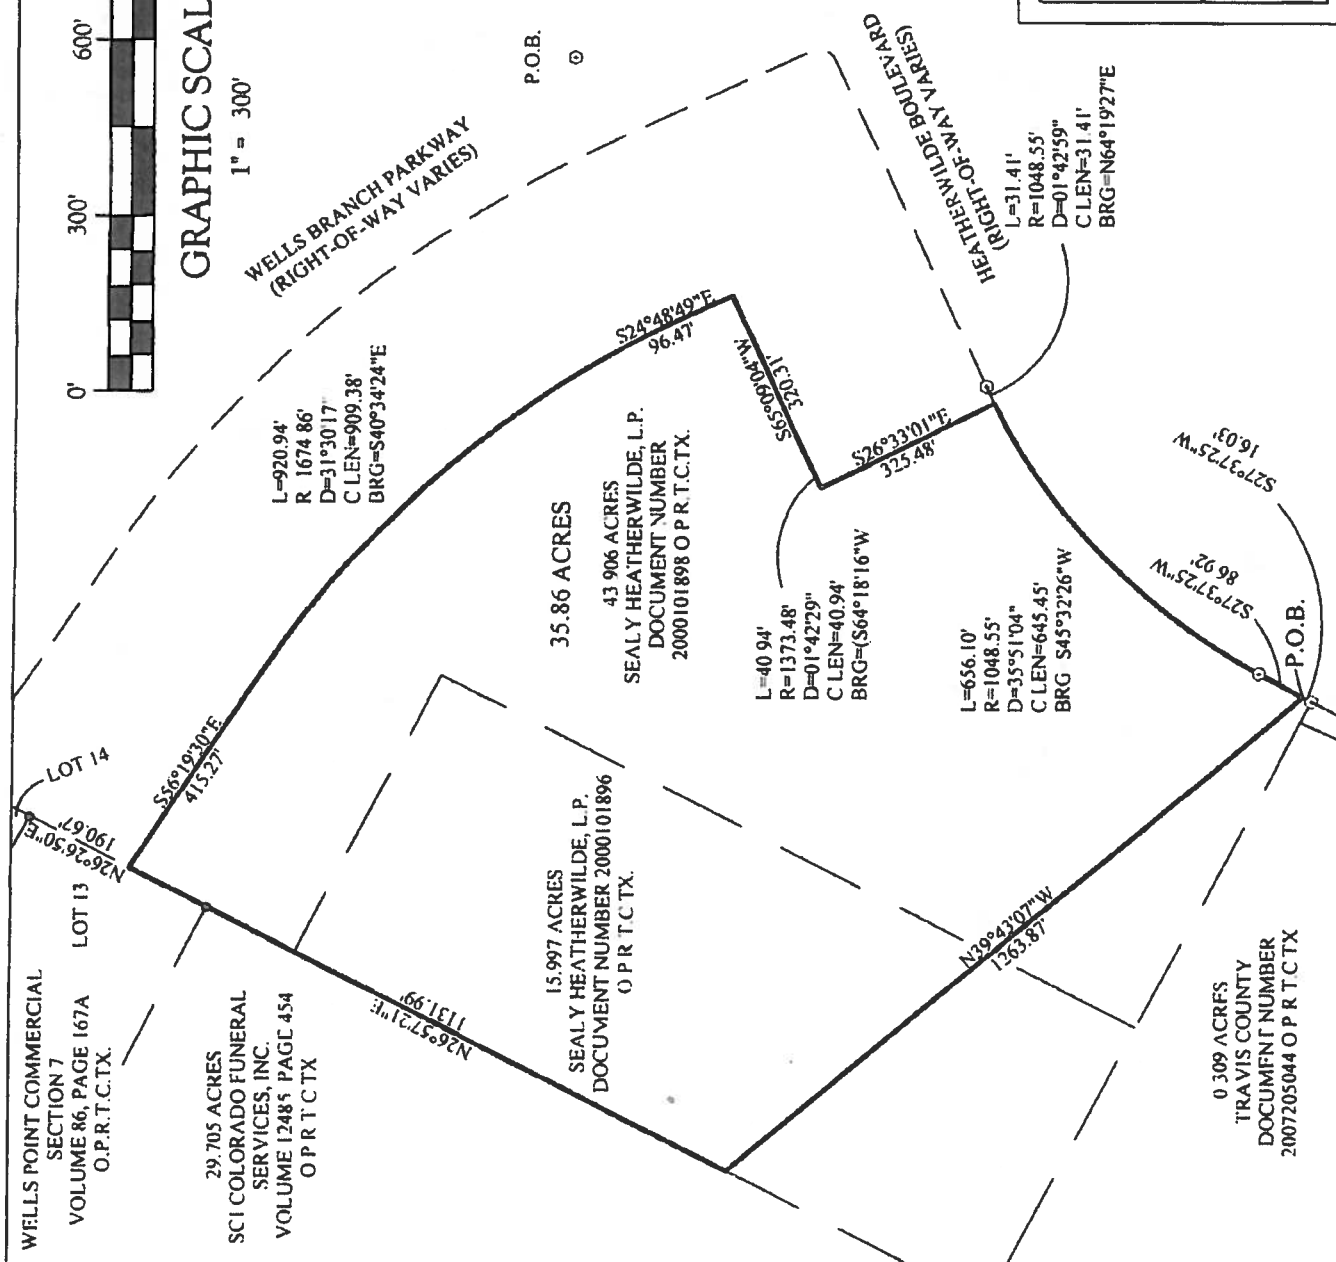 0'
300'
600'
GRAPHIC SCAL
1" = 300'
P.O.B.
WELLS BRANCH PARKWAY
(RIGHT-OF-WAY VARIES)
HEATHERWILDE BOULEVARD
(RIGHT-OF-WAY VARIES)
L=31.41'
R=1048.55'
D=01°42'59"
C LEN=31.41'
BRG=N64°19'27"E
L=920.94'
R 1674 86'
D=31°30'17"
C LEN=909.38'
BRG=S40°34'24"E
S24°48'49"E
96.47'
S65°09'04"W
320.31'
S26°33'01"E
325.48'
35.86 ACRES
43 906 ACRES
SEALY HEATHERWILDE, L.P.
DOCUMENT NUMBER
2000101898 O P R.T.C.TX.
L=40 94'
R=1373.48'
D=01°42'29"
C LEN=40.94'
BRG=(S64°18'16"W
L=656.10'
R=1048.55'
D=35°51'04"
C LEN=645.45'
BRG S45°32'26"W
S27°37'25"W
16.03'
S27°37'25"W
86 92'
P.O.B.
LOT 14
N26°26'50"E
190.67'
S56°19'30"E
415.27'
LOT 13
WELLS POINT COMMERCIAL
SECTION 7
VOLUME 86, PAGE 167A
O.P.R.T.C.TX.
29.705 ACRES
SCI COLORADO FUNERAL
SERVICES, INC.
VOLUME 12485 PAGE 454
O P R T C TX
N26°57'21"E
1131.99'
15.997 ACRES
SEALY HEATHERWILDE, L.P.
DOCUMENT NUMBER 2000101896
O P R T.C TX.
N39°43'07"W
1263.87'
0 309 ACRES
TRAVIS COUNTY
DOCUMENT NUMBER
2007205044 O P R T.C TX